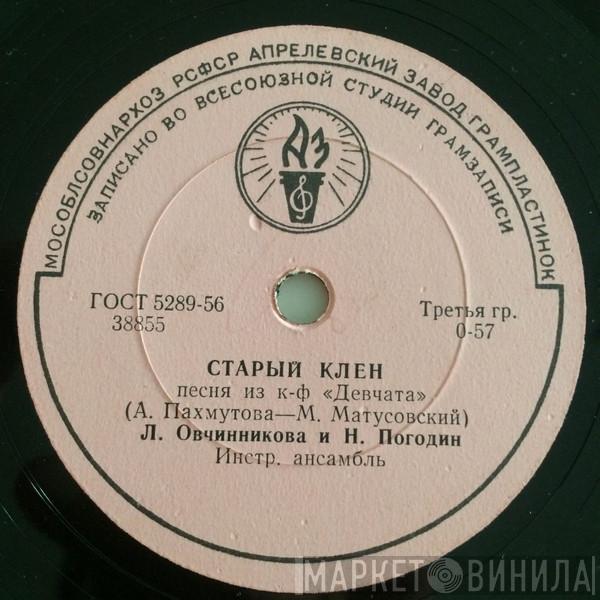 МОСОБЛСОВНАРХОЗ РСФСР АПРЕЛЕВСКИЙ ЗАВОД ГРАМПЛАСТИНОК
ЗАПИСАНО ВО ВСЕСОЮЗНОЙ СТУДИИ ГРАМЗАПИСИ
АЗ
ГОСТ 5289-56
38855
Третья гр.
0-57
СТАРЫЙ КЛЕН
песня из к-ф «Девчата»
(А. Пахмутова—М. Матусовский)
Л. Овчинникова и Н. Погодин
Инстр. ансамбль
МАРКЕТ ВИНИЛА